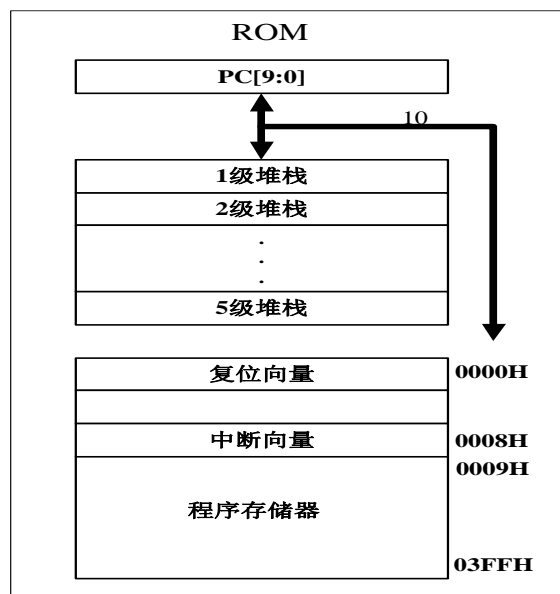 ROM
PC[9:0]
10
1级堆栈
2级堆栈
.
.
.
5级堆栈
复位向量
0000H
中断向量
0008H
0009H
程序存储器
03FFH